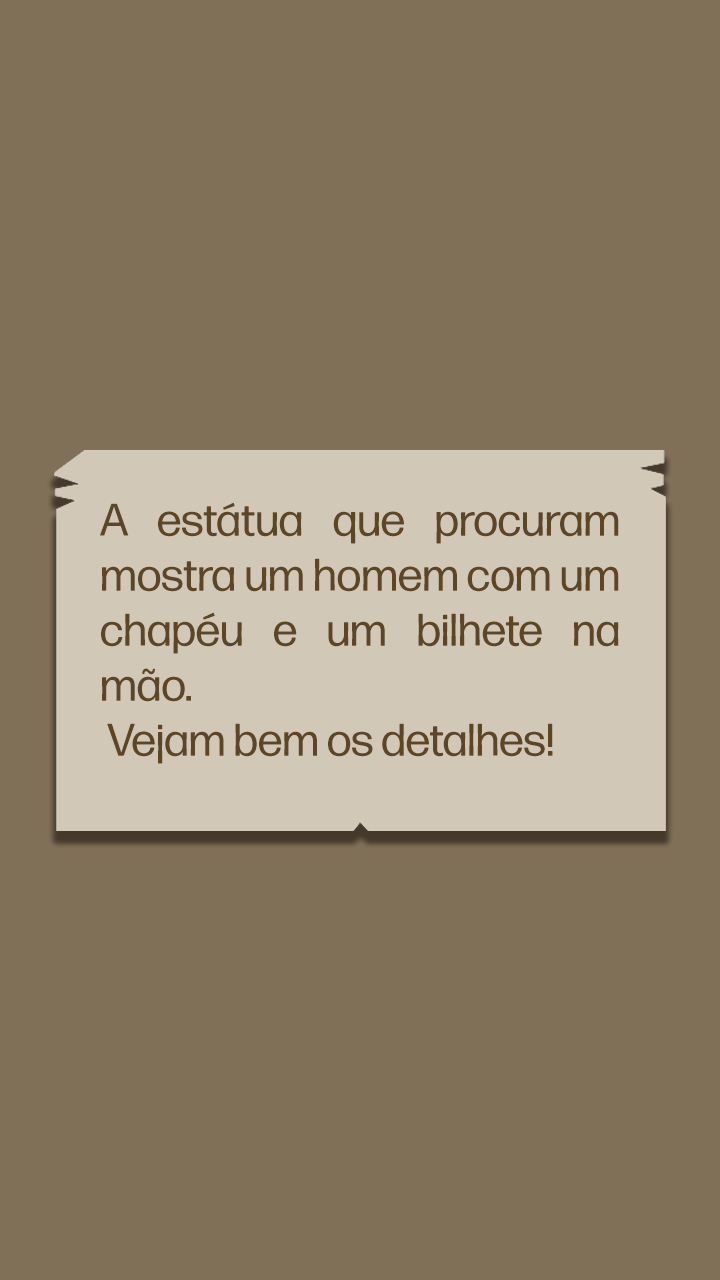 A estátua que procuram
mostra um homem com um
chapéu e um bilhete na
mão.
Vejam bem os detalhes!